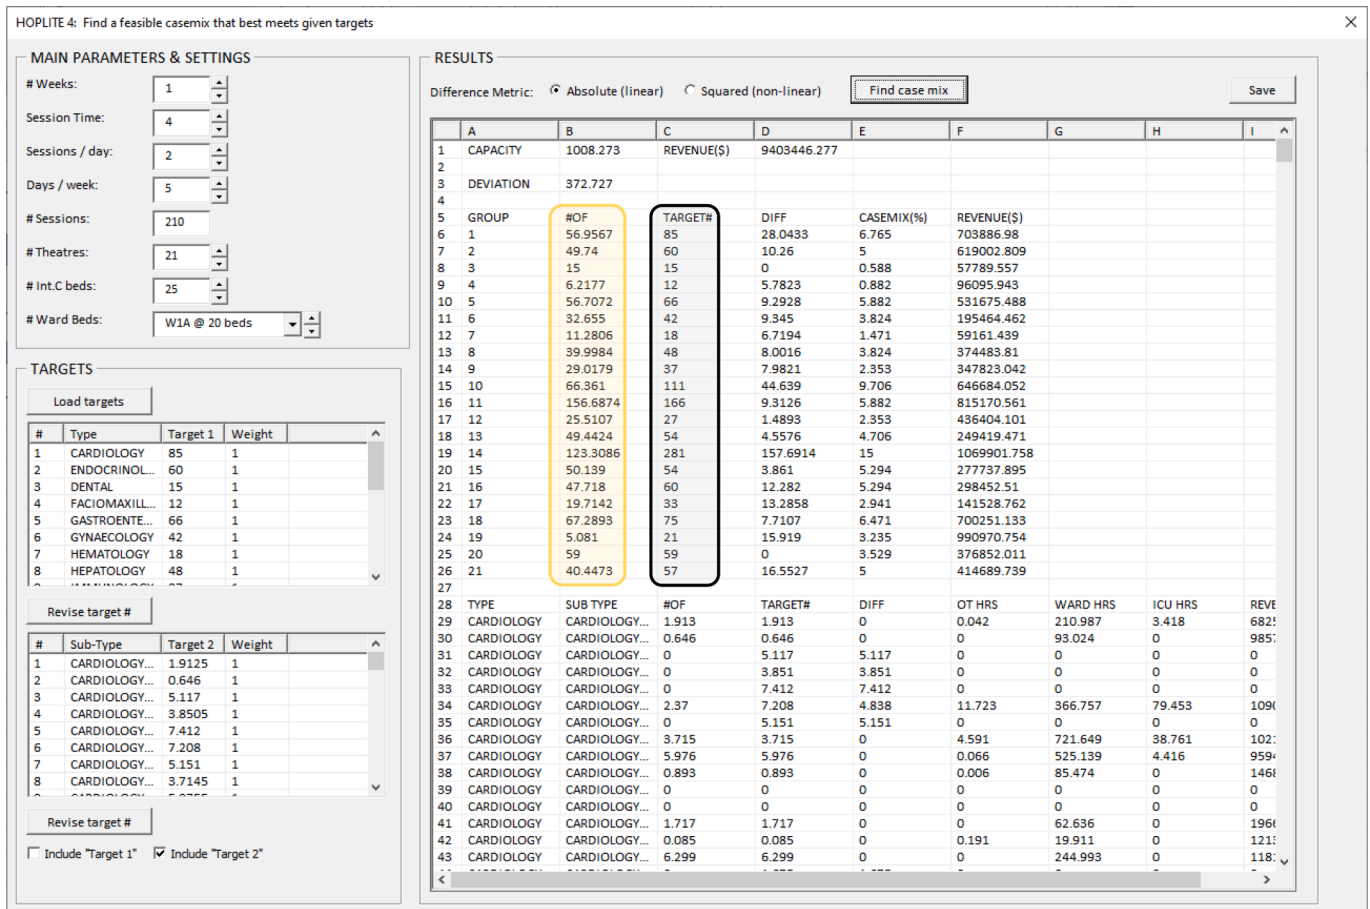 HOPLITE 4: Find a feasible casemix that best meets given targets
MAIN PARAMETERS & SETTINGS
# Weeks: 1
Session Time: 4
Sessions / day: 2
Days / week: 5
# Sessions: 210
# Theatres: 21
# Int.C beds: 25
# Ward Beds: W1A @ 20 beds
TARGETS
Load targets
# Type Target 1 Weight
1 CARDIOLOGY 85 1
2 ENDOCRINOL... 60 1
3 DENTAL 15 1
4 FACIOMAXILL... 12 1
5 GASTROENTE... 66 1
6 GYNAECOLOGY 42 1
7 HEMATOLOGY 18 1
8 HEPATOLOGY 48 1
Revise target #
# Sub-Type Target 2 Weight
1 CARDIOLOGY... 1.9125 1
2 CARDIOLOGY... 0.646 1
3 CARDIOLOGY... 5.117 1
4 CARDIOLOGY... 3.8505 1
5 CARDIOLOGY... 7.412 1
6 CARDIOLOGY... 7.208 1
7 CARDIOLOGY... 5.151 1
8 CARDIOLOGY... 3.7145 1
Revise target #
Include "Target 1" Include "Target 2"
RESULTS
Difference Metric: Absolute (linear) Squared (non-linear) Find case mix Save
A B C D E F G H I
1 CAPACITY 1008.273 REVENUE($) 9403446.277
2
3 DEVIATION 372.727
4
5 GROUP #OF TARGET# DIFF CASEMIX(%) REVENUE($)
6 1 56.9567 85 28.0433 6.765 703886.98
7 2 49.74 60 10.26 5 619002.809
8 3 15 15 0 0.588 57789.557
9 4 6.2177 12 5.7823 0.882 96095.943
10 5 56.7072 66 9.2928 5.882 531675.488
11 6 32.655 42 9.345 3.824 195464.462
12 7 11.2806 18 6.7194 1.471 59161.439
13 8 39.9984 48 8.0016 3.824 374483.81
14 9 29.0179 37 7.9821 2.353 347823.042
15 10 66.361 111 44.639 9.706 646684.052
16 11 156.6874 166 9.3126 5.882 815170.561
17 12 25.5107 27 1.4893 2.353 436404.101
18 13 49.4424 54 4.5576 4.706 249419.471
19 14 123.3086 281 157.6914 15 1069901.758
20 15 50.139 54 3.861 5.294 277737.895
21 16 47.718 60 12.282 5.294 298452.51
22 17 19.7142 33 13.2858 2.941 141528.762
23 18 67.2893 75 7.7107 6.471 700251.133
24 19 5.081 21 15.919 3.235 990970.754
25 20 59 59 0 3.529 376852.011
26 21 40.4473 57 16.5527 5 414689.739
27
28 TYPE SUB TYPE #OF TARGET# DIFF OT HRS WARD HRS ICU HRS REVE
29 CARDIOLOGY CARDIOLOGY... 1.913 1.913 0 0.042 210.987 3.418 682
30 CARDIOLOGY CARDIOLOGY... 0.646 0.646 0 0 93.024 0 985
31 CARDIOLOGY CARDIOLOGY... 0 5.117 5.117 0 0 0 0
32 CARDIOLOGY CARDIOLOGY... 0 3.851 3.851 0 0 0 0
33 CARDIOLOGY CARDIOLOGY... 0 7.412 7.412 0 0 0 0
34 CARDIOLOGY CARDIOLOGY... 2.37 7.208 4.838 11.723 366.757 79.453 109
35 CARDIOLOGY CARDIOLOGY... 0 5.151 5.151 0 0 0 0
36 CARDIOLOGY CARDIOLOGY... 3.715 3.715 0 4.591 721.649 38.761 102
37 CARDIOLOGY CARDIOLOGY... 5.976 5.976 0 0.066 525.139 4.416 959
38 CARDIOLOGY CARDIOLOGY... 0.893 0.893 0 0.006 85.474 0 146
39 CARDIOLOGY CARDIOLOGY... 0 0 0 0 0 0 0
40 CARDIOLOGY CARDIOLOGY... 0 0 0 0 0 0 0
41 CARDIOLOGY CARDIOLOGY... 1.717 1.717 0 0 62.636 0 196
42 CARDIOLOGY CARDIOLOGY... 0.085 0.085 0 0.191 19.911 0 121
43 CARDIOLOGY CARDIOLOGY... 6.299 6.299 0 0 244.993 0 118